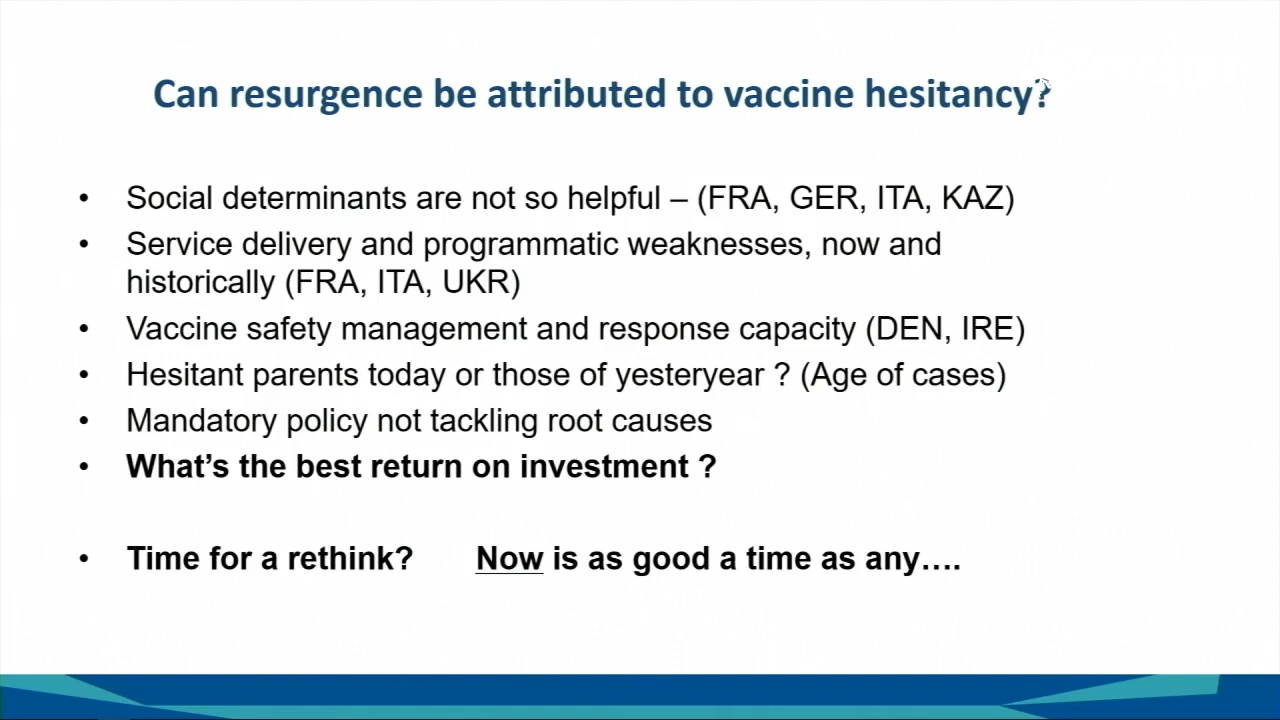 Can resurgence be attributed to vaccine hesitancy?
• Social determinants are not so helpful – (FRA, GER, ITA, KAZ)
• Service delivery and programmatic weaknesses, now and
historically (FRA, ITA, UKR)
• Vaccine safety management and response capacity (DEN, IRE)
• Hesitant parents today or those of yesteryear ? (Age of cases)
• Mandatory policy not tackling root causes
• What’s the best return on investment ?
• Time for a rethink? Now is as good a time as any….